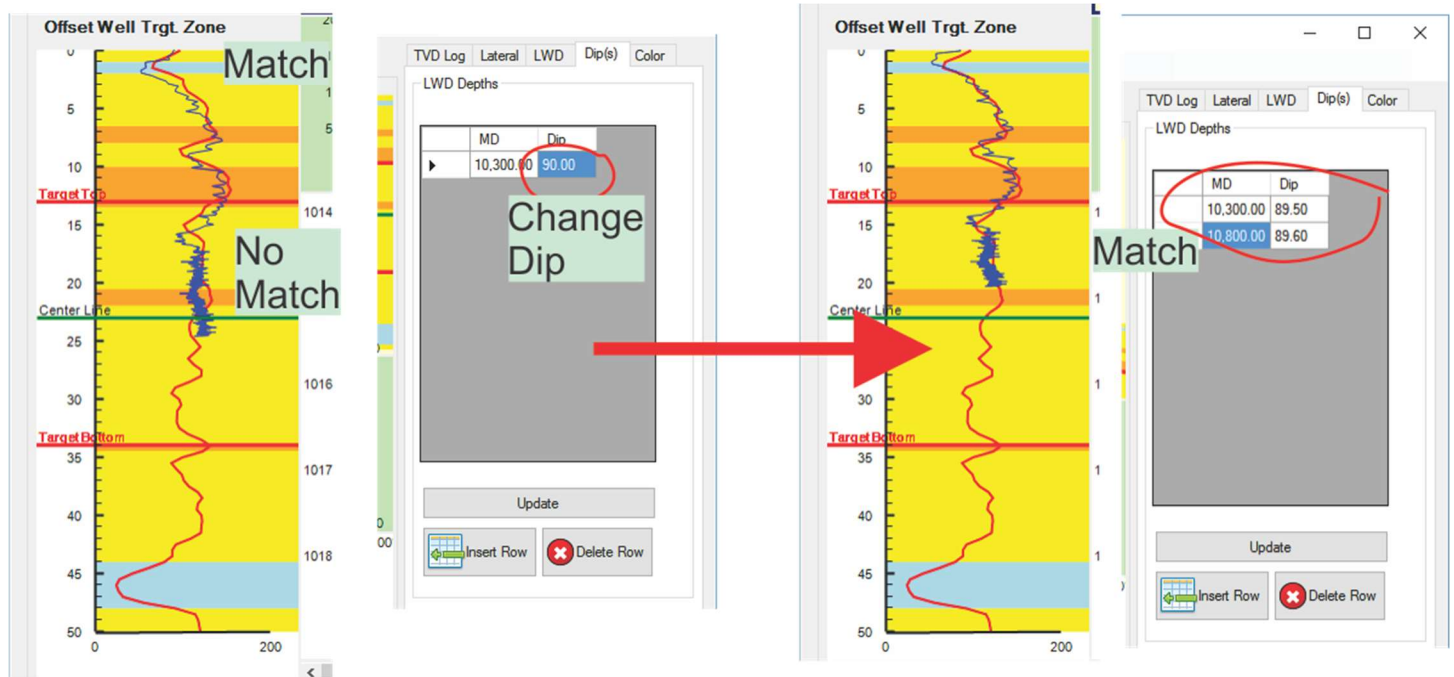 Offset Well Trgt. Zone
Match
0
5
10
Target Top
15
No
Match
20
Center Line
25
30
Target Bottom
35
40
45
50
0 200
5
1014
1016
1017
1018
TVD Log Lateral LWD Dip(s) Color
LWD Depths
MD Dip
10,300.00 90.00
Change
Dip
Update
Insert Row Delete Row
Offset Well Trgt. Zone
0
5
10
Target Top
15
20
Center Line
25
30
Target Bottom
35
40
45
50
0 200
Match
TVD Log Lateral LWD Dip(s) Color
LWD Depths
MD Dip
10,300.00 89.50
10,800.00 89.60
Update
Insert Row Delete Row